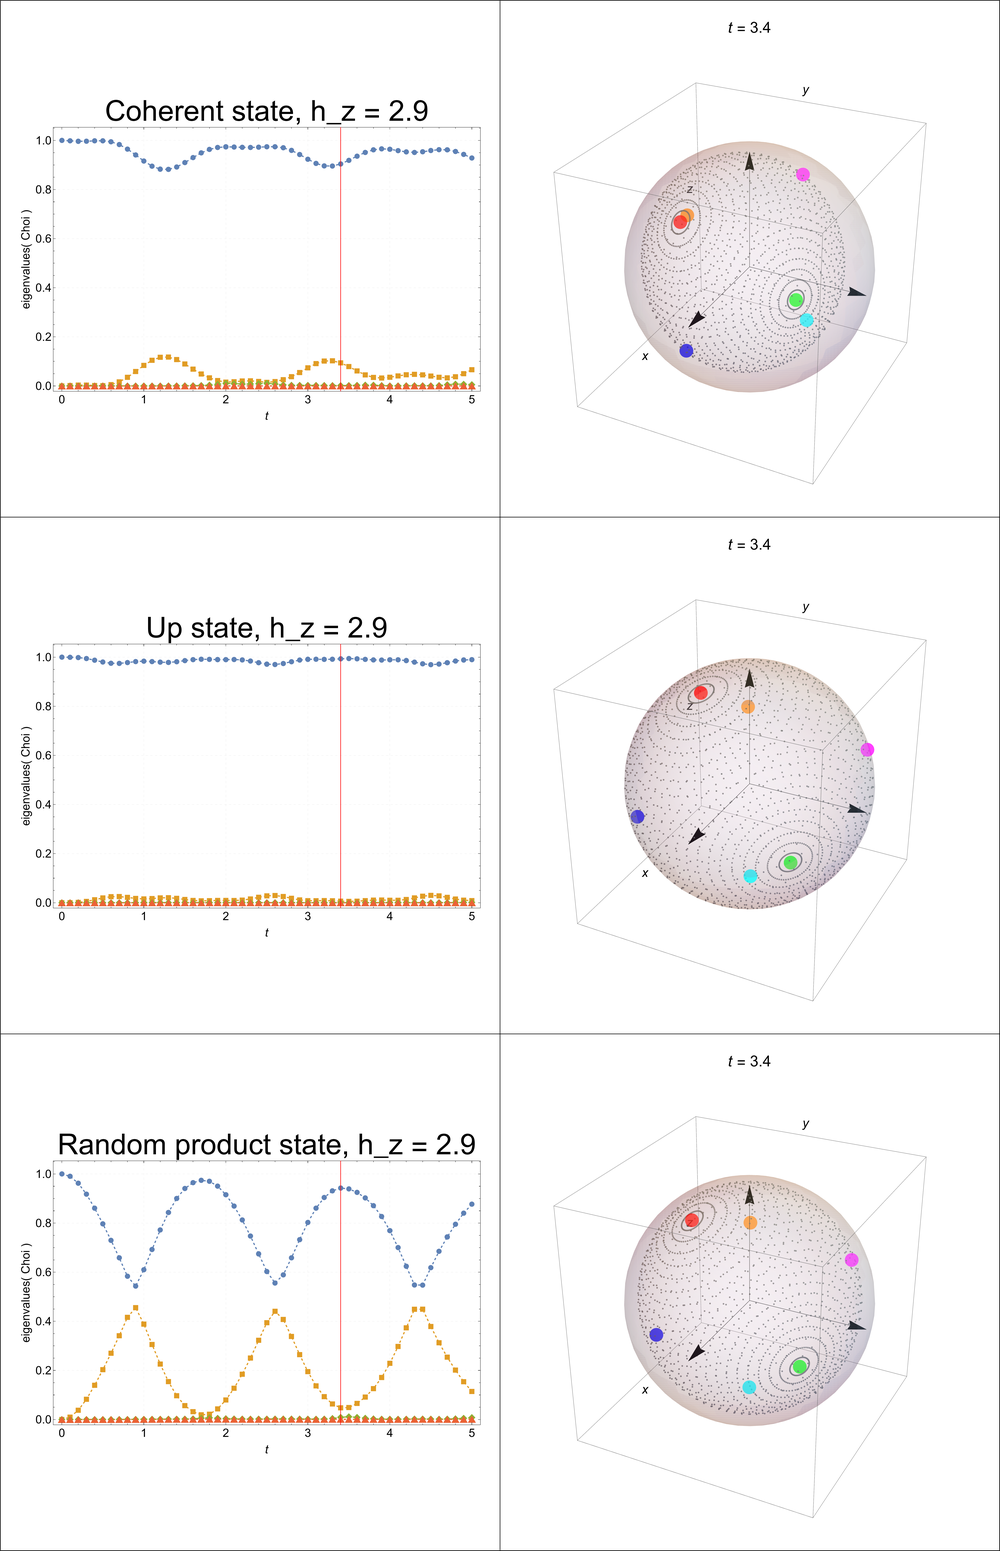 Coherent state, h_z = 2.9
eigenvalues( Choi )
1.0
0.8
0.6
0.4
0.2
0.0
0 1 2 3 4 5
t
t = 3.4
y
z
x
Up state, h_z = 2.9
eigenvalues( Choi )
1.0
0.8
0.6
0.4
0.2
0.0
0 1 2 3 4 5
t
t = 3.4
y
z
x
Random product state, h_z = 2.9
eigenvalues( Choi )
1.0
0.8
0.6
0.4
0.2
0.0
0 1 2 3 4 5
t
t = 3.4
y
z
x